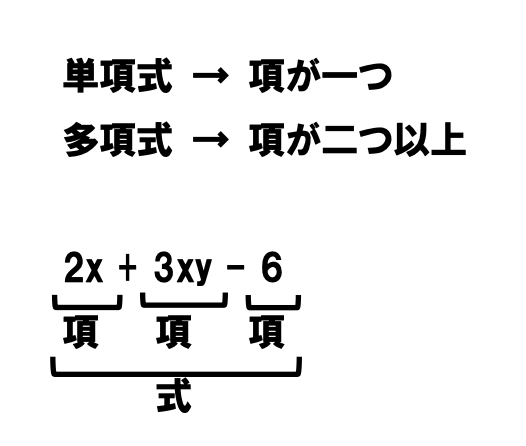 単項式 → 項が一つ
多項式 → 項が二つ以上
2x + 3xy - 6
項 項 項
式